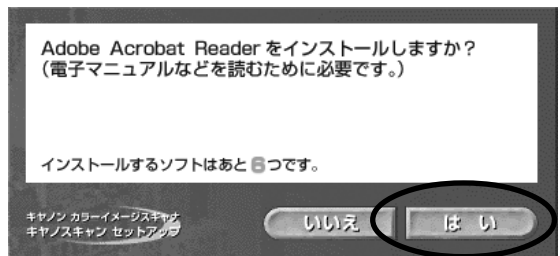 Adobe Acrobat Reader をインストールしますか？
（電子マニュアルなどを読むために必要です。）
インストールするソフトはあと6つです。
キヤノン カラーイメージスキャナ
キヤノスキャン セットアップ
いいえ
はい